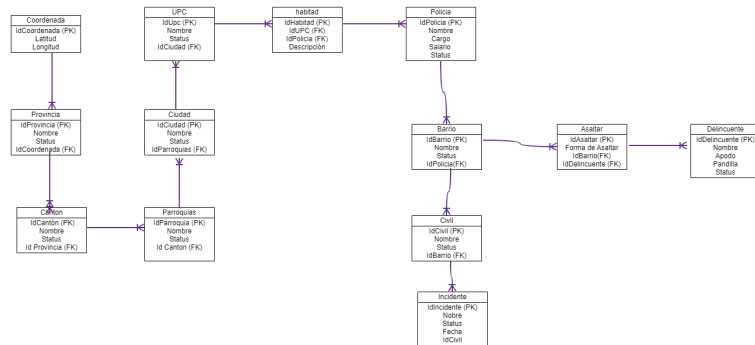 Coordenada
IdCoordenada (PK)
Latitud
Longitud
UPC
IdUpc (PK)
Nombre
Status
IdCiudad (FK)
habitad
IdHabitad (PK)
IdUPC (FK)
IdPolicia (FK)
Descripción
Policia
IdPolicia (PK)
Nombre
Cargo
Salario
Status
Provincia
IdProvincia (PK)
Nombre
Status
IdCoordenada (FK)
Ciudad
IdCiudad (PK)
Nombre
Status
IdParroquias (FK)
Barrio
IdBarrio (PK)
Nombre
Status
IdPolicia(FK)
Asaltar
IdAsaltar (PK)
Forma de Asaltar
IdBarrio(FK)
IdDelincuente (FK)
Delincuente
IdDelincuente (PK)
Nombre
Apodo
Pandilla
Status
Canton
IdCantón (PK)
Nombre
Status
Id Provincia (FK)
Parroquias
IdParroquia (PK)
Nombre
Status
Id Canton (FK)
Civil
IdCivil (PK)
Nombre
Status
IdBarrio (FK)
Incidente
IdIncidente (PK)
Nobre
Status
Fecha
IdCivil